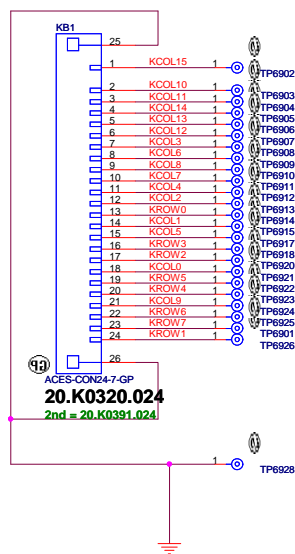 KB1
25
1 KCOL15 1 TP6902
2 KCOL10 1 TP6903
3 KCOL11 1 TP6904
4 KCOL14 1 TP6905
5 KCOL13 1 TP6906
6 KCOL12 1 TP6907
7 KCOL3 1 TP6908
8 KCOL6 1 TP6909
9 KCOL8 1 TP6910
10 KCOL7 1 TP6911
11 KCOL4 1 TP6912
12 KCOL2 1 TP6913
13 KROW0 1 TP6914
14 KCOL1 1 TP6915
15 KCOL5 1 TP6917
16 KROW3 1 TP6918
17 KROW2 1 TP6920
18 KCOL0 1 TP6921
19 KROW5 1 TP6922
20 KROW4 1 TP6923
21 KCOL9 1 TP6924
22 KROW6 1 TP6925
23 KROW7 1 TP6901
24 KROW1 1 TP6926
26
GP
ACES-CON24-7-GP
20.K0320.024
2nd = 20.K0391.024
1 TP6928